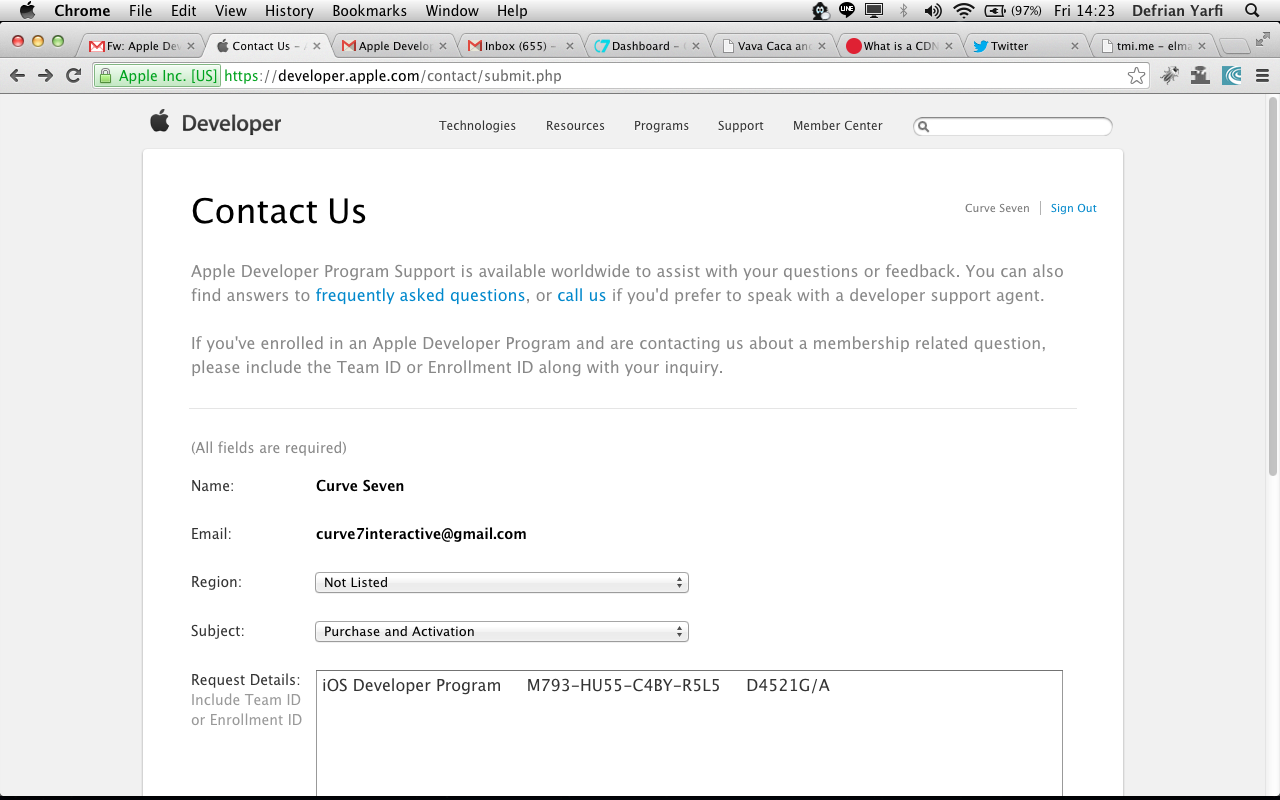 Chrome File Edit View History Bookmarks Window Help LINE (97%) Fri 14:23 Defrian Yarfi
Fw: Apple De Contact Us – Apple Develo Inbox (655) – Dashboard – Vava Caca and What is a CDN Twitter tmi.me – elma
Apple Inc. [US] https://developer.apple.com/contact/submit.php
Developer Technologies Resources Programs Support Member Center
Contact Us
Curve Seven Sign Out
Apple Developer Program Support is available worldwide to assist with your questions or feedback. You can also
find answers to frequently asked questions, or call us if you'd prefer to speak with a developer support agent.
If you've enrolled in an Apple Developer Program and are contacting us about a membership related question,
please include the Team ID or Enrollment ID along with your inquiry.
(All fields are required)
Name: Curve Seven
Email: curve7interactive@gmail.com
Region: Not Listed
Subject: Purchase and Activation
Request Details: iOS Developer Program M793-HU55-C4BY-R5L5 D4521G/A
Include Team ID
or Enrollment ID